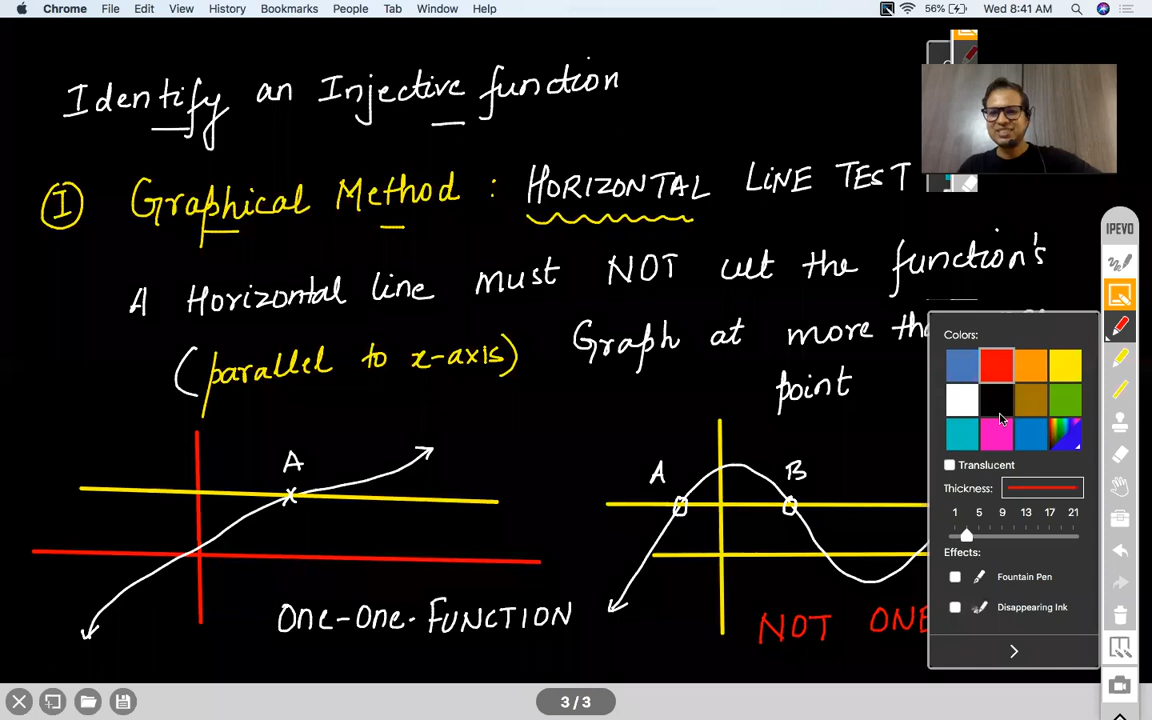 Chrome File Edit View History Bookmarks People Tab Window Help 56% Wed 8:41 AM
Identify an Injective function
I Graphical Method : HORIZONTAL LINE TEST
IPEVO
A Horizontal line must NOT cut the function's
(parallel to x-axis) Graph at more
point
Colors:
Translucent
Thickness:
1 5 9 13 17 21
Effects:
Fountain Pen
Disappearing Ink
A
A B
One-One-FUNCTION
NOT ONE
3/3